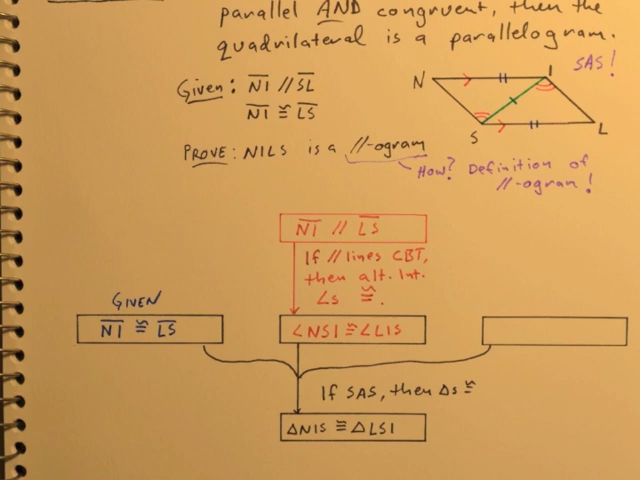 parallel AND congruent, then the
quadrilateral is a parallelogram.
Given: NI // SL
NI ≅ LS
PROVE: NILS is a //-ogram
How? Definition of
//-ogram!
SAS!
N I
S L
NI // LS
If // lines CBT,
then alt. Int.
∠s ≅.
GIVEN
NI ≅ LS
∠NSI ≅ ∠LIS
If SAS, then Δs ≅
ΔNIS ≅ ΔLSI